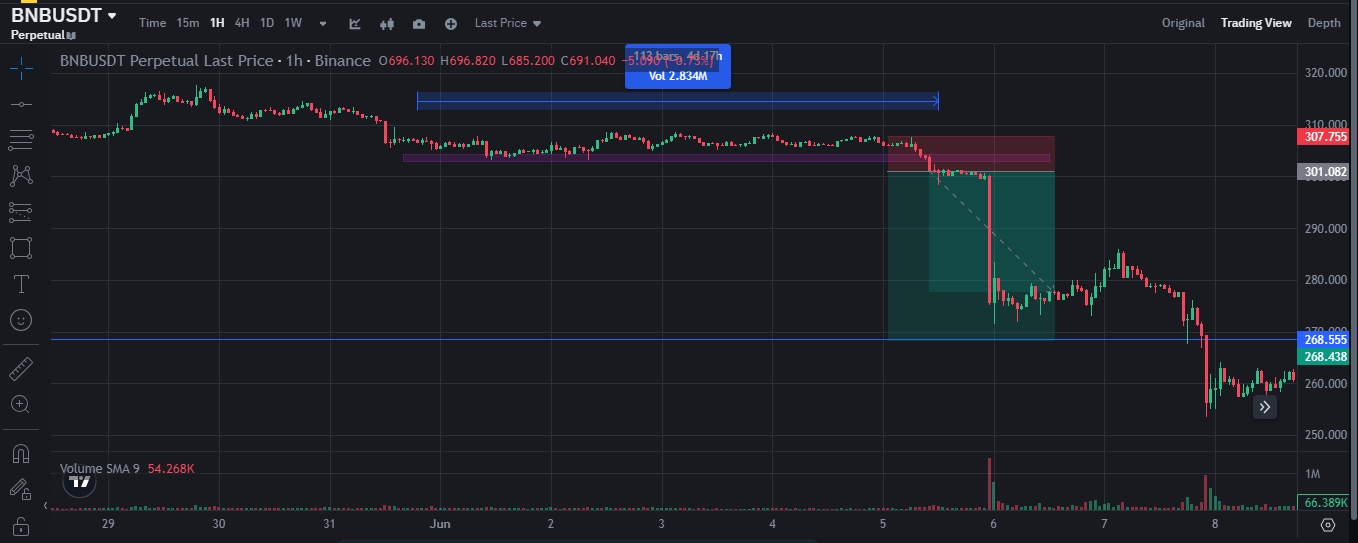 BNBUSDT
Perpetual
Time 15m 1H 4H 1D 1W Last Price
Original Trading View Depth
BNBUSDT Perpetual Last Price · 1h · Binance O696.130 H696.820 L685.200 C691.040 −5.090 (−0.73%)
113 bars, 4d 17h
Vol 2.834M
320.000
310.000
307.755
301.082
290.000
280.000
270.000
268.555
268.438
260.000
250.000
Volume SMA 9 54.268K
1M
66.389K
29 30 31 Jun 2 3 4 5 6 7 8